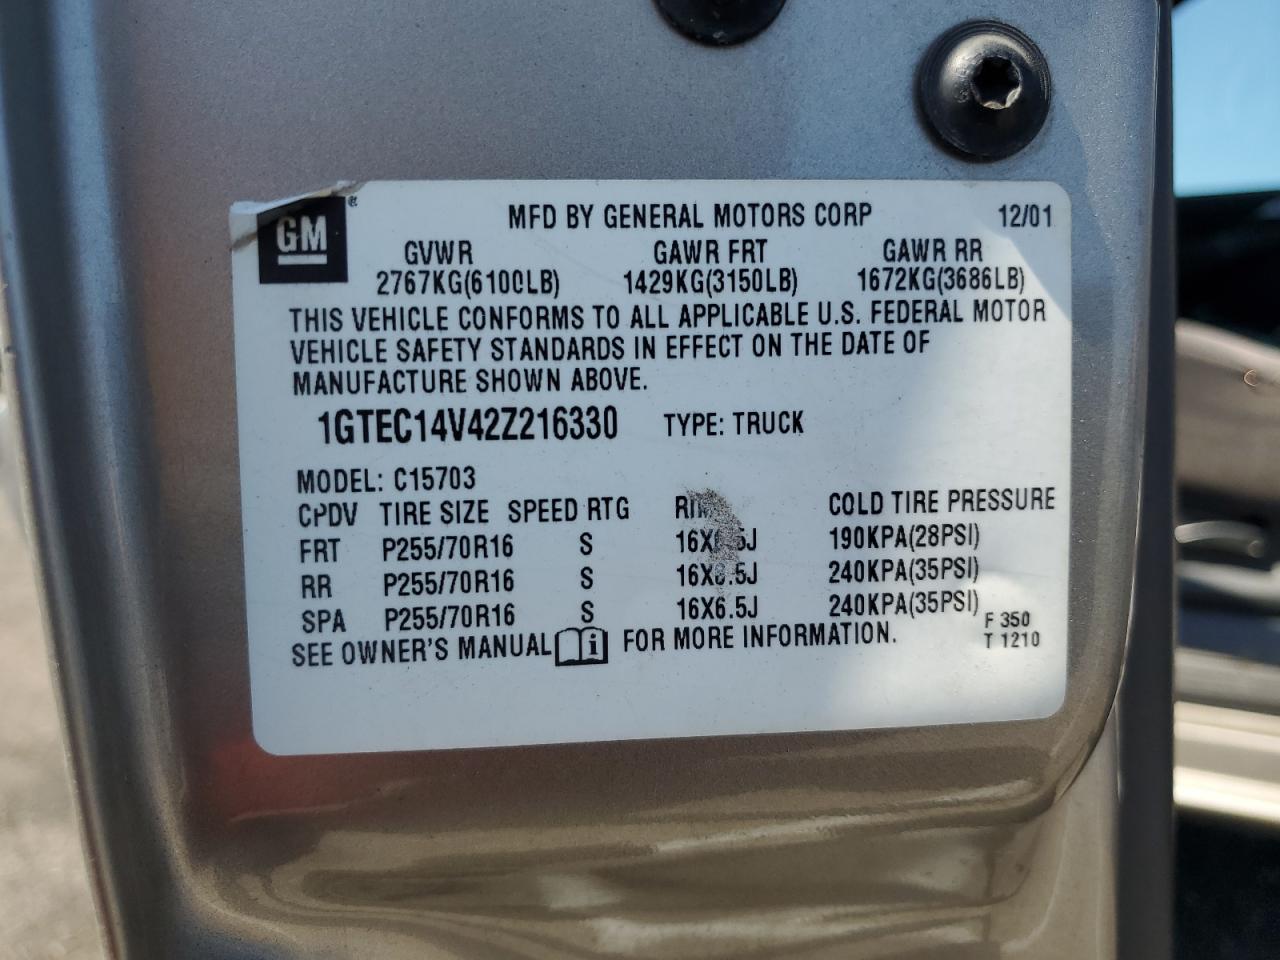 GM ®
MFD BY GENERAL MOTORS CORP 12/01
GVWR GAWR FRT GAWR RR
2767KG(6100LB) 1429KG(3150LB) 1672KG(3686LB)
THIS VEHICLE CONFORMS TO ALL APPLICABLE U.S. FEDERAL MOTOR
VEHICLE SAFETY STANDARDS IN EFFECT ON THE DATE OF
MANUFACTURE SHOWN ABOVE.
1GTEC14V42Z216330 TYPE: TRUCK
MODEL: C15703
TIRE SIZE SPEED RTG COLD TIRE PRESSURE
FRT P255/70R16 S 190KPA(28PSI)
RR P255/70R16 S 16X6.5J 240KPA(35PSI)
SPA P255/70R16 S 16X6.5J 240KPA(35PSI)
SEE OWNER'S MANUAL i FOR MORE INFORMATION.
F 350
T 1210